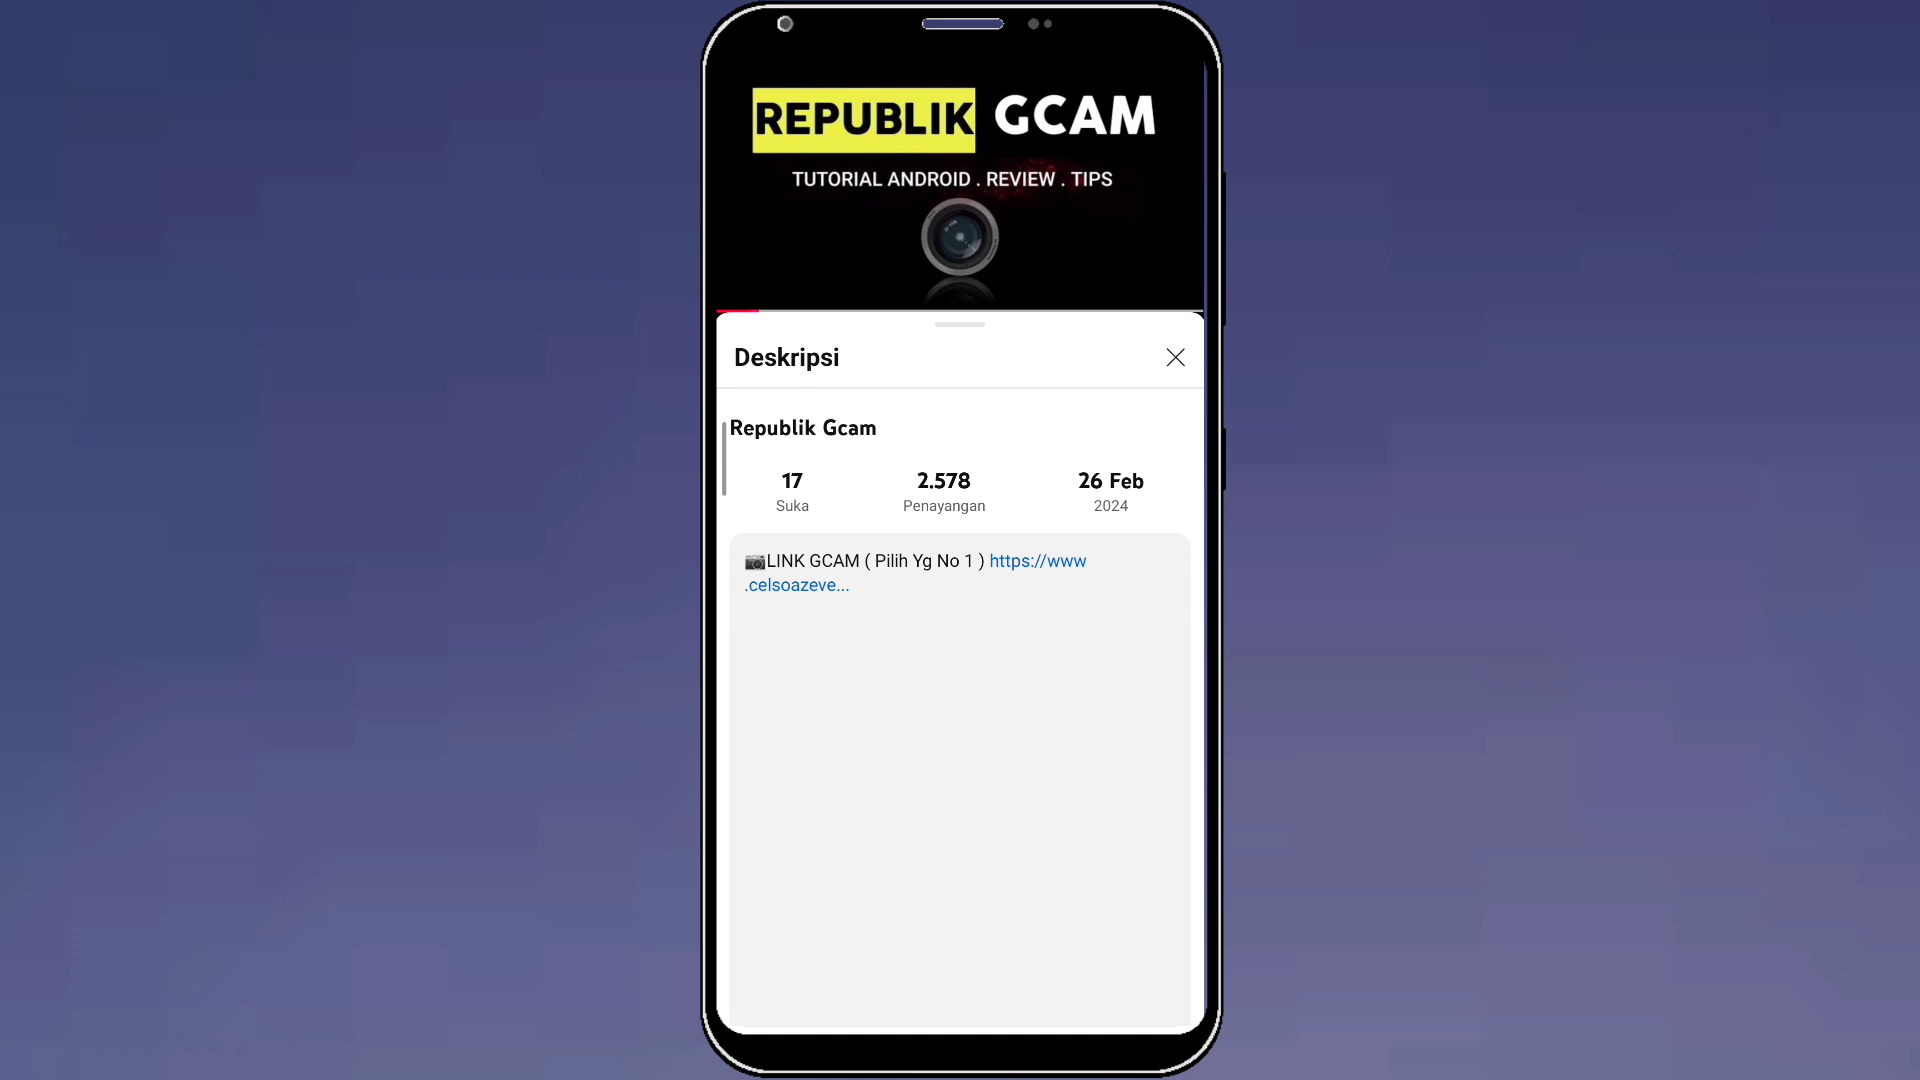 REPUBLIK GCAM
TUTORIAL ANDROID . REVIEW . TIPS
Deskripsi
Republik Gcam
17 2.578 26 Feb
Suka Penayangan 2024
📷LINK GCAM ( Pilih Yg No 1 ) https://www
.celsoazeve...